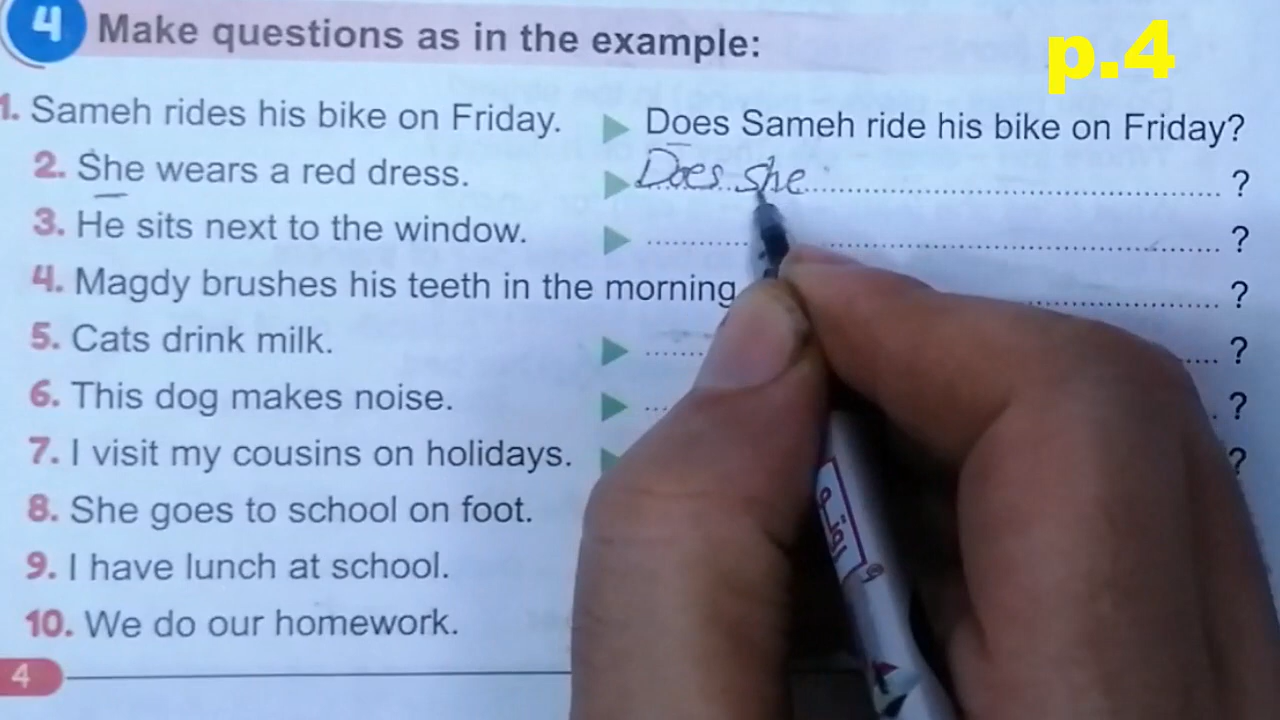 4 Make questions as in the example:
p.4
1. Sameh rides his bike on Friday. Does Sameh ride his bike on Friday?
2. She wears a red dress. Does she ?
3. He sits next to the window. ?
4. Magdy brushes his teeth in the morning ?
5. Cats drink milk. ?
6. This dog makes noise. ?
7. I visit my cousins on holidays. ?
8. She goes to school on foot.
9. I have lunch at school.
10. We do our homework.
4